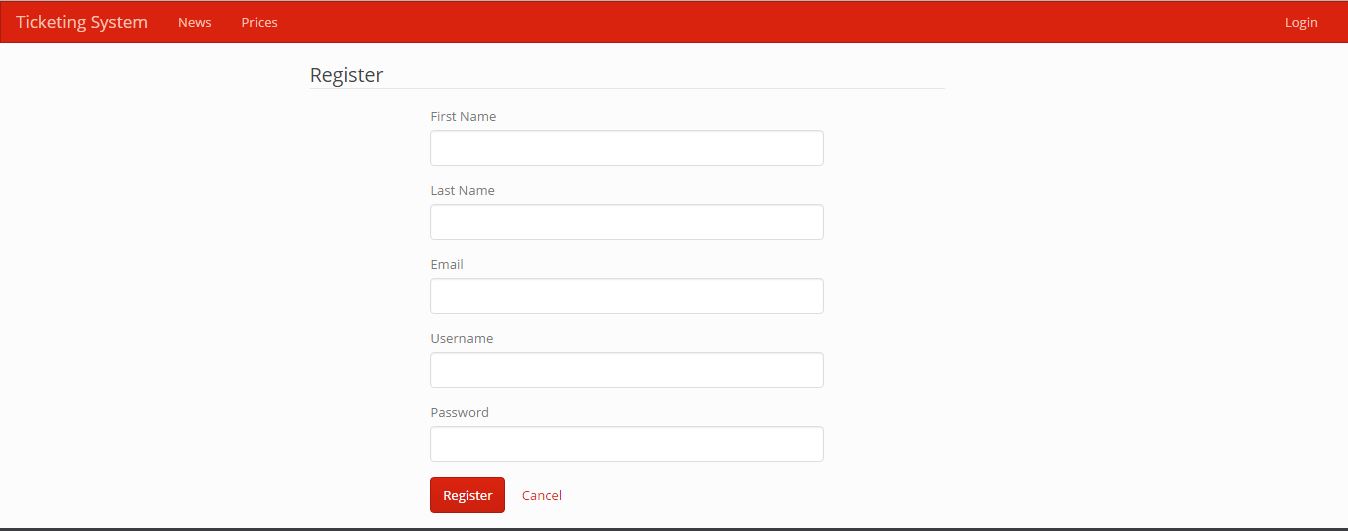 Ticketing System News Prices Login
Register
First Name
Last Name
Email
Username
Password
Register Cancel